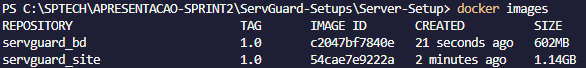 PS C:\SPTECH\APRESENTACAO-SPRINT2\ServGuard-Setups\Server-Setup> docker images
REPOSITORY TAG IMAGE ID CREATED SIZE
servguard_bd 1.0 c2047bf7840e 21 seconds ago 602MB
servguard_site 1.0 54cae7e9222a 2 minutes ago 1.14GB